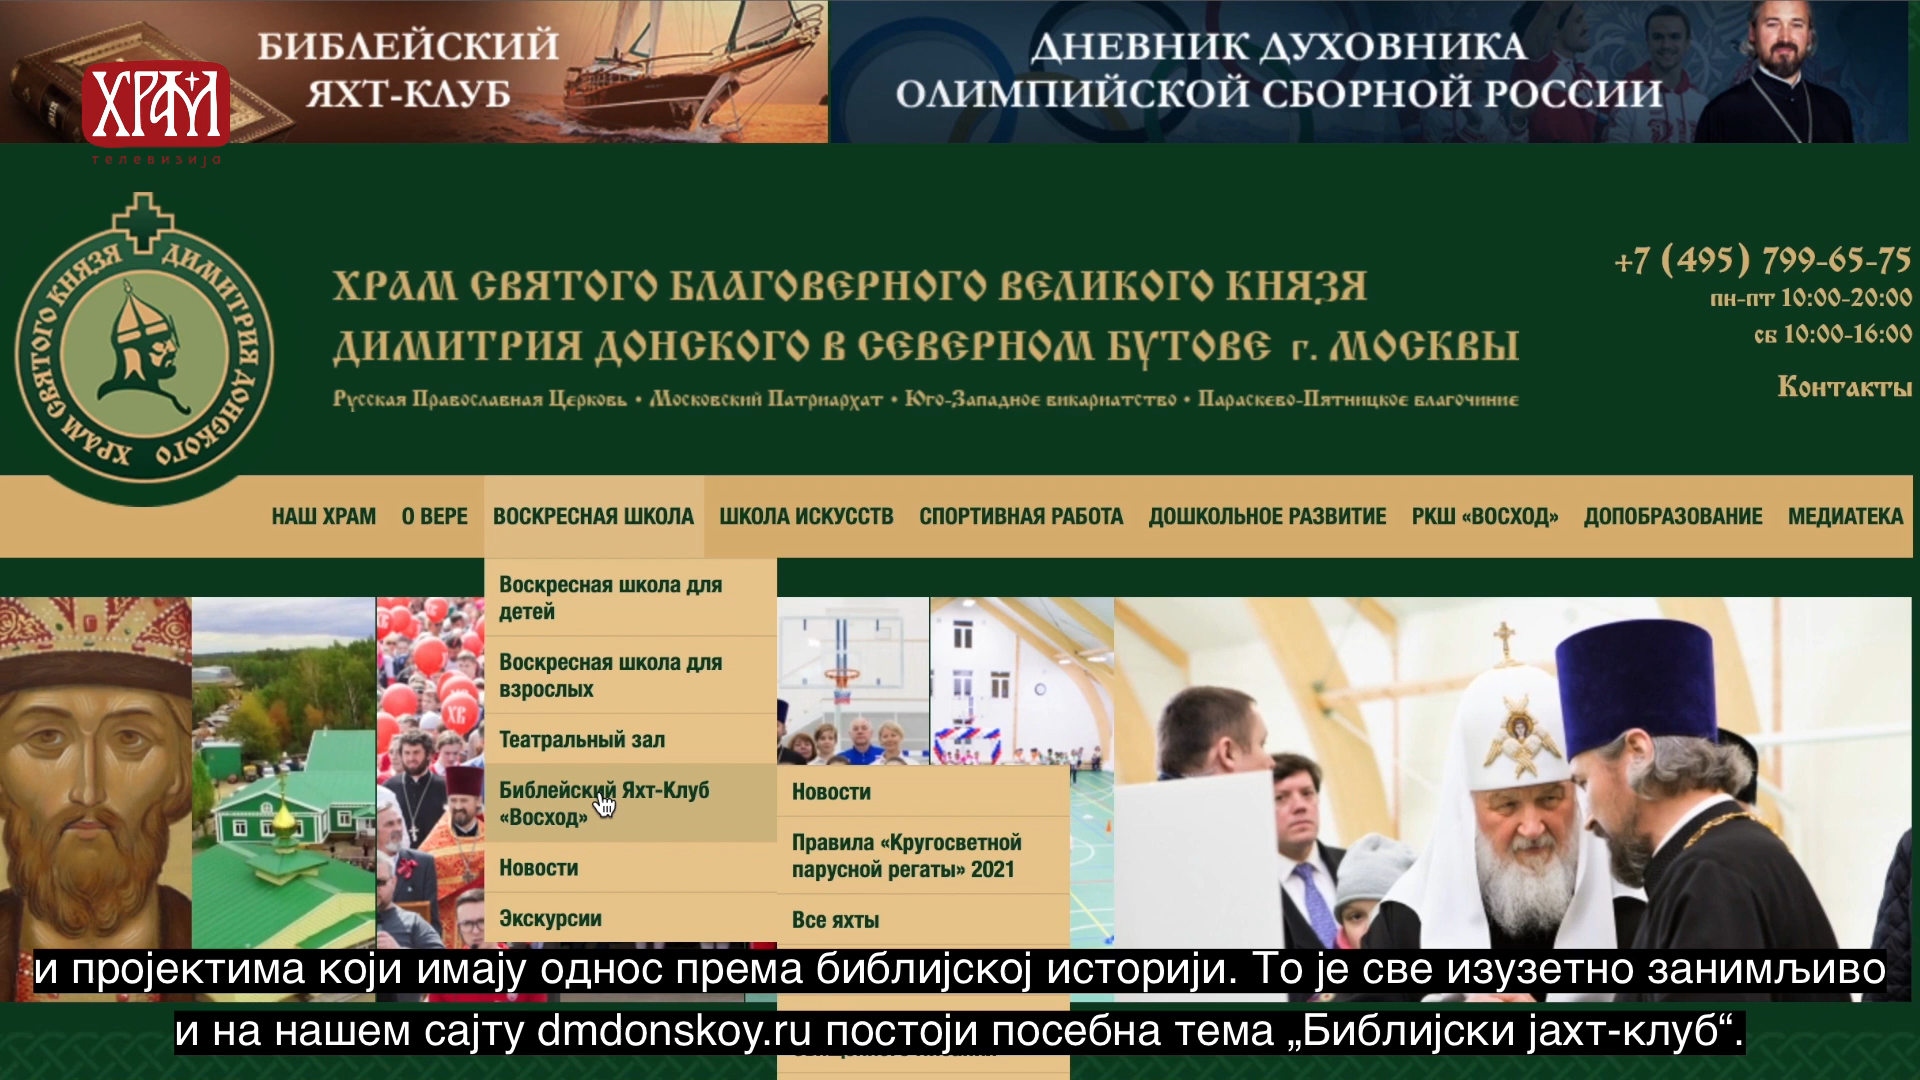 БИБЛЕЙСКИЙ
ЯХТ-КЛУБ
ДНЕВНИК ДУХОВНИКА
ОЛИМПИЙСКОЙ СБОРНОЙ РОССИИ
ХРАМ
телевизија
ХРАМ СВЯТОГО КНЯЗЯ ДИМИТРИЯ ДОНСКОГО
ХРАМ СВЯТОГО БЛАГОВЕРНОГО ВЕЛИКОГО КНЯЗЯ
ДИМИТРИЯ ДОНСКОГО В СЕВЕРНОМ БУТОВЕ г. МОСКВЫ
Русская Православная Церковь • Московский Патриархат • Юго-Западное викариатство • Параскево-Пятницкое благочиние
+7 (495) 799-65-75
пн-пт 10:00-20:00
сб 10:00-16:00
Контакты
НАШ ХРАМ О ВЕРЕ ВОСКРЕСНАЯ ШКОЛА ШКОЛА ИСКУССТВ СПОРТИВНАЯ РАБОТА ДОШКОЛЬНОЕ РАЗВИТИЕ РКШ «ВОСХОД» ДОПОБРАЗОВАНИЕ МЕДИАТЕКА
Воскресная школа для
детей
Воскресная школа для
взрослых
Театральный зал
Библейский Яхт-Клуб
«Восход»
Новости
Экскурсии
Новости
Правила «Кругосветной
парусной регаты» 2021
Все яхты
ХВ
и пројектима који имају однос према библијској историји. То је све изузетно занимљиво
и на нашем сајту dmdonskoy.ru постоји посебна тема „Библијски јахт-клуб“.